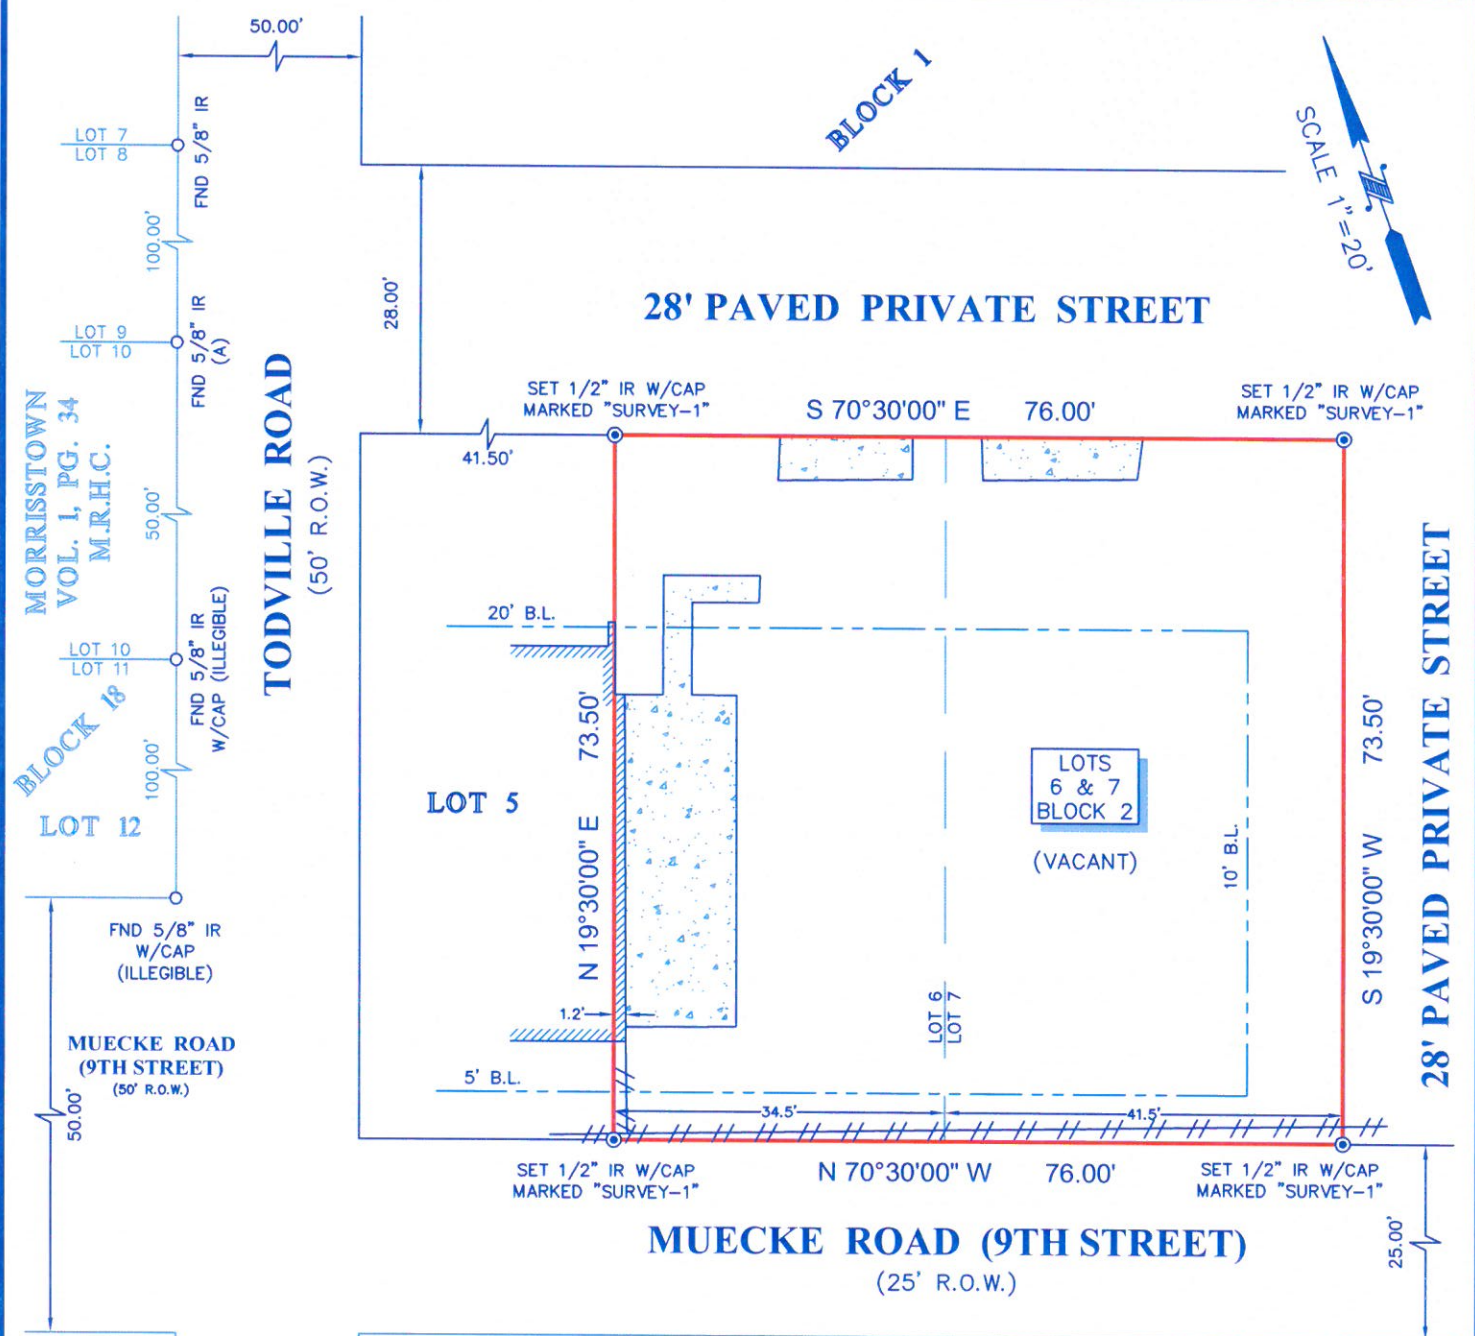 50.00'
BLOCK 1
SCALE 1"=20'
LOT 7
LOT 8
FND 5/8" IR
100.00'
28.00'
28' PAVED PRIVATE STREET
LOT 9
LOT 10
FND 5/8" IR
(A)
MORRISSTOWN
VOL. 1, PG. 34
M.R.H.C.
50.00'
TODVILLE ROAD
(50' R.O.W.)
SET 1/2" IR W/CAP
MARKED "SURVEY-1"
S 70°30'00" E 76.00'
SET 1/2" IR W/CAP
MARKED "SURVEY-1"
41.50'
LOT 10
LOT 11
FND 5/8" IR
W/CAP (ILLEGIBLE)
BLOCK 18
100.00'
LOT 12
20' B.L.
LOT 5
N 19°30'00" E 73.50'
LOTS
6 & 7
BLOCK 2
(VACANT)
10' B.L.
S 19°30'00" W 73.50'
28' PAVED PRIVATE STREET
FND 5/8" IR
W/CAP
(ILLEGIBLE)
1.2'
LOT 6
LOT 7
MUECKE ROAD
(9TH STREET)
(50' R.O.W.)
50.00'
5' B.L.
34.5'
41.5'
SET 1/2" IR W/CAP
MARKED "SURVEY-1"
N 70°30'00" W 76.00'
SET 1/2" IR W/CAP
MARKED "SURVEY-1"
MUECKE ROAD (9TH STREET)
(25' R.O.W.)
25.00'